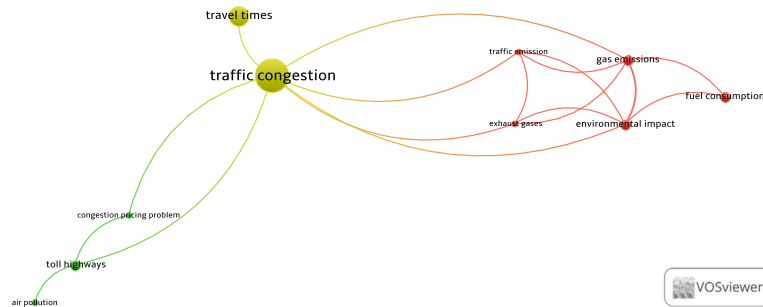 travel times
traffic congestion
traffic emission
gas emissions
fuel consumption
exhaust gases
environmental impact
congestion pricing problem
toll highways
air pollution
VOSviewer